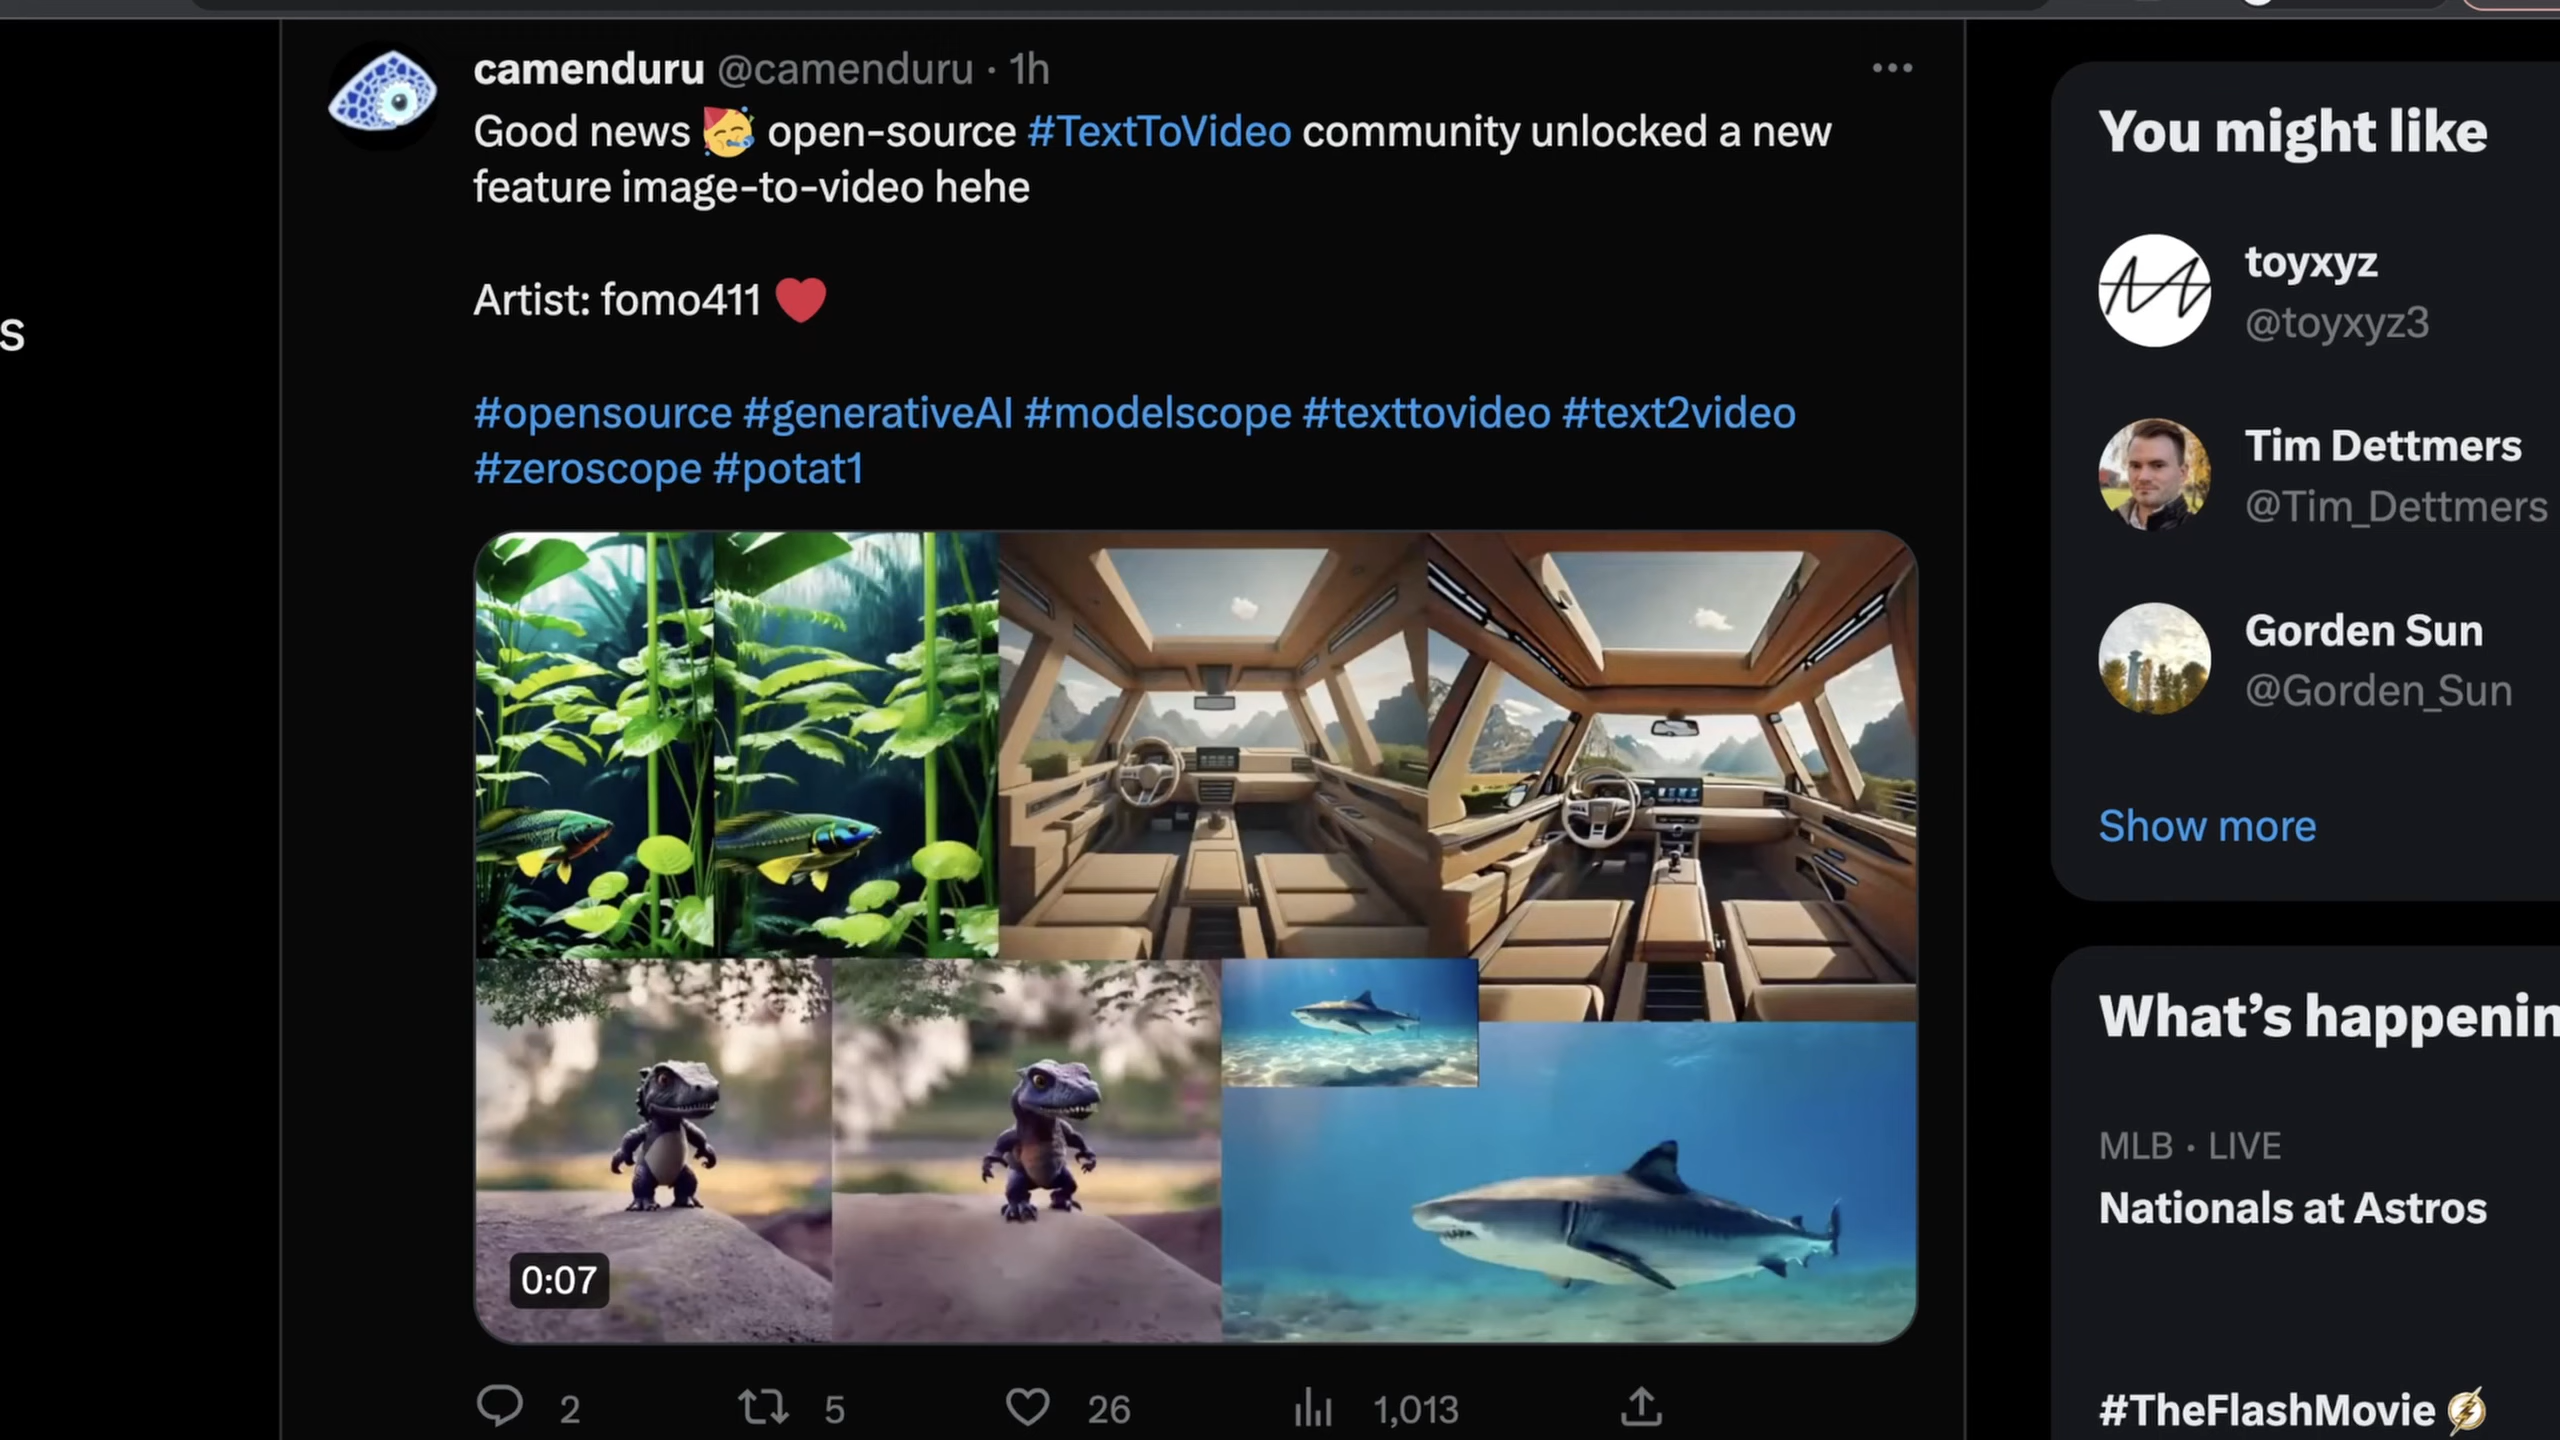 camenduru @camenduru · 1h
Good news 🥳 open-source #TextToVideo community unlocked a new
feature image-to-video hehe
Artist: fomo411 ❤️
#opensource #generativeAI #modelscope #texttovideo #text2video
#zeroscope #potat1
0:07
2 5 26 1,013
s
You might like
toyxyz
@toyxyz3
Tim Dettmers
@Tim_Dettmers
Gorden Sun
@Gorden_Sun
Show more
What's happenin
MLB · LIVE
Nationals at Astros
#TheFlashMovie